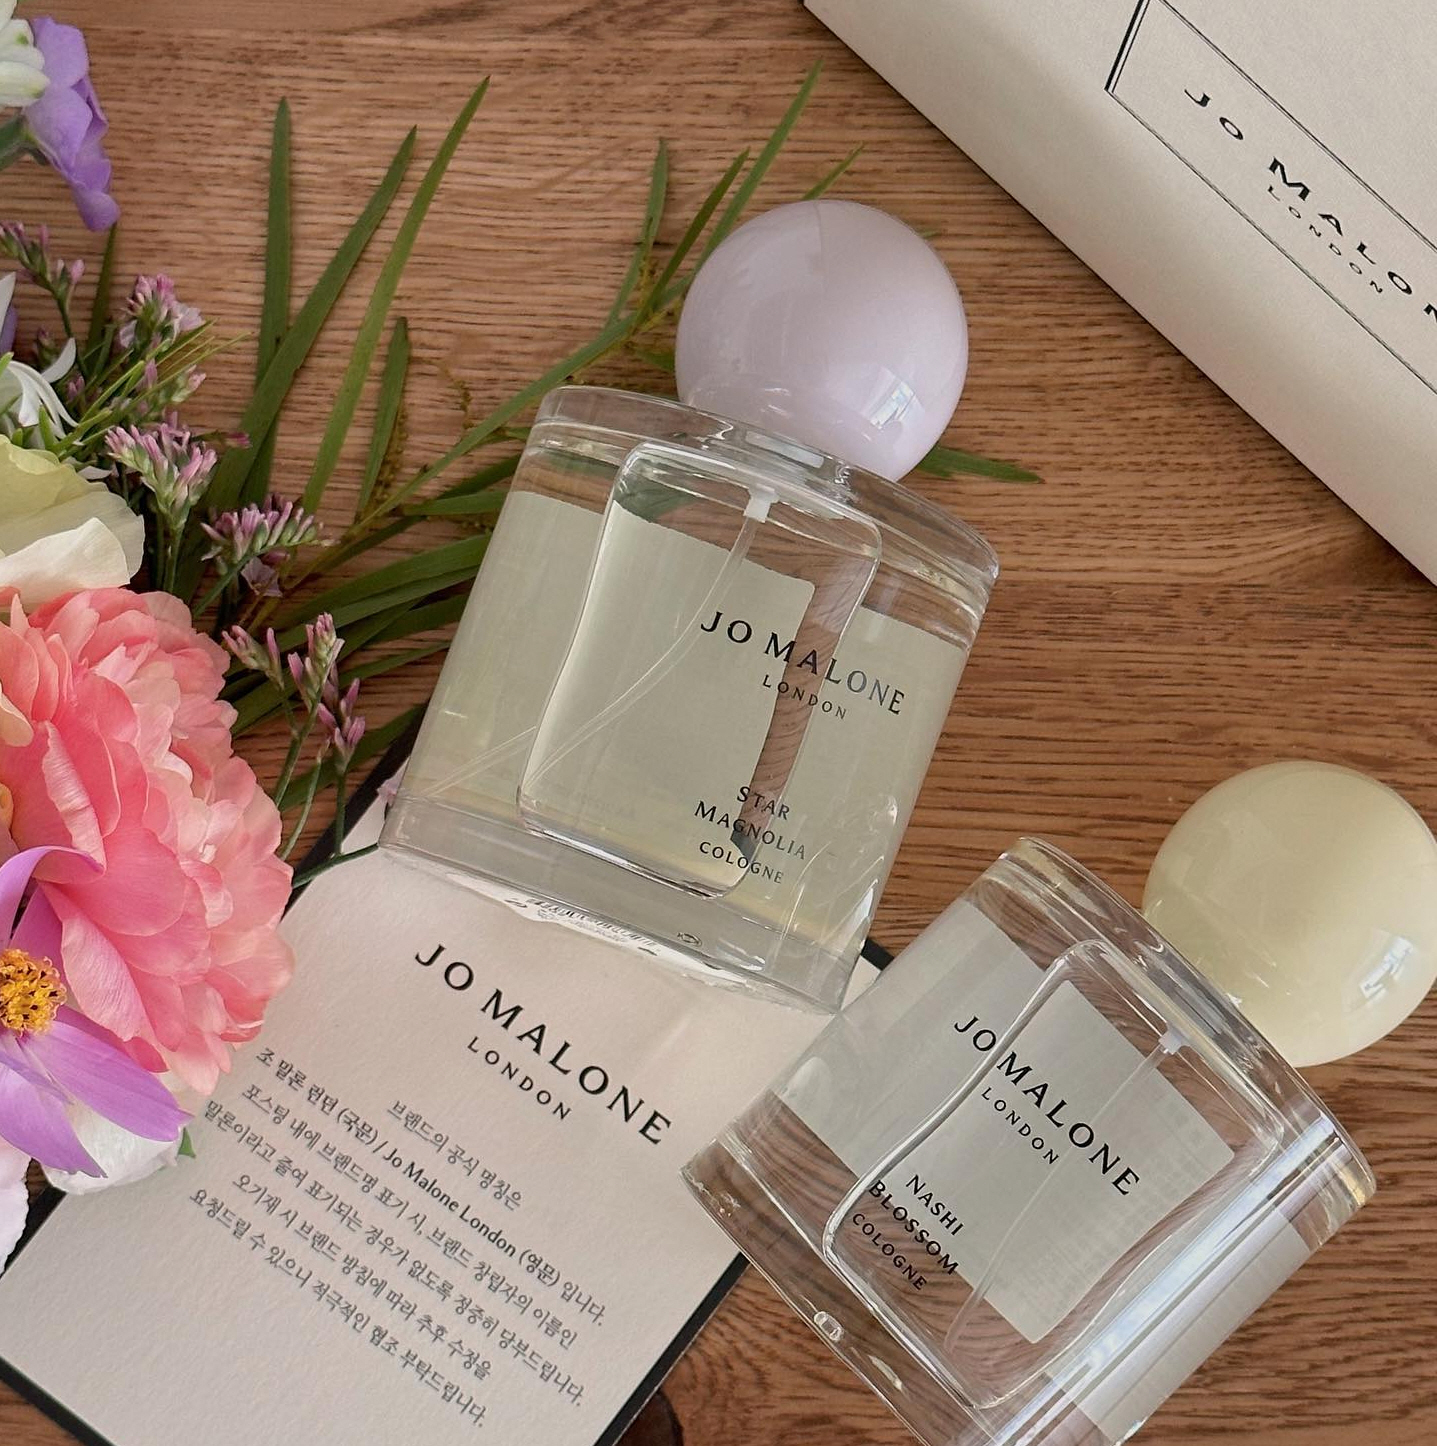 JO MALON
LONDON
JO MALONE
LONDON
STAR
MAGNOLIA
COLOGNE
JO MALONE
LONDON
NASHI
BLOSSOM
COLOGNE
JO MALONE
LONDON
브랜드의 공식 명칭은
조 말론 런던 (국문) / Jo Malone London (영문) 입니다.
포스팅 내에 브랜드명 표기 시, 브랜드 창립자의 이름인
말론이라고 줄여 표기되는 경우가 없도록 정중히 당부드립니다.
오기재 시 브랜드 방침에 따라 추후 수정을
요청드릴 수 있으니 적극적인 협조 부탁드립니다.